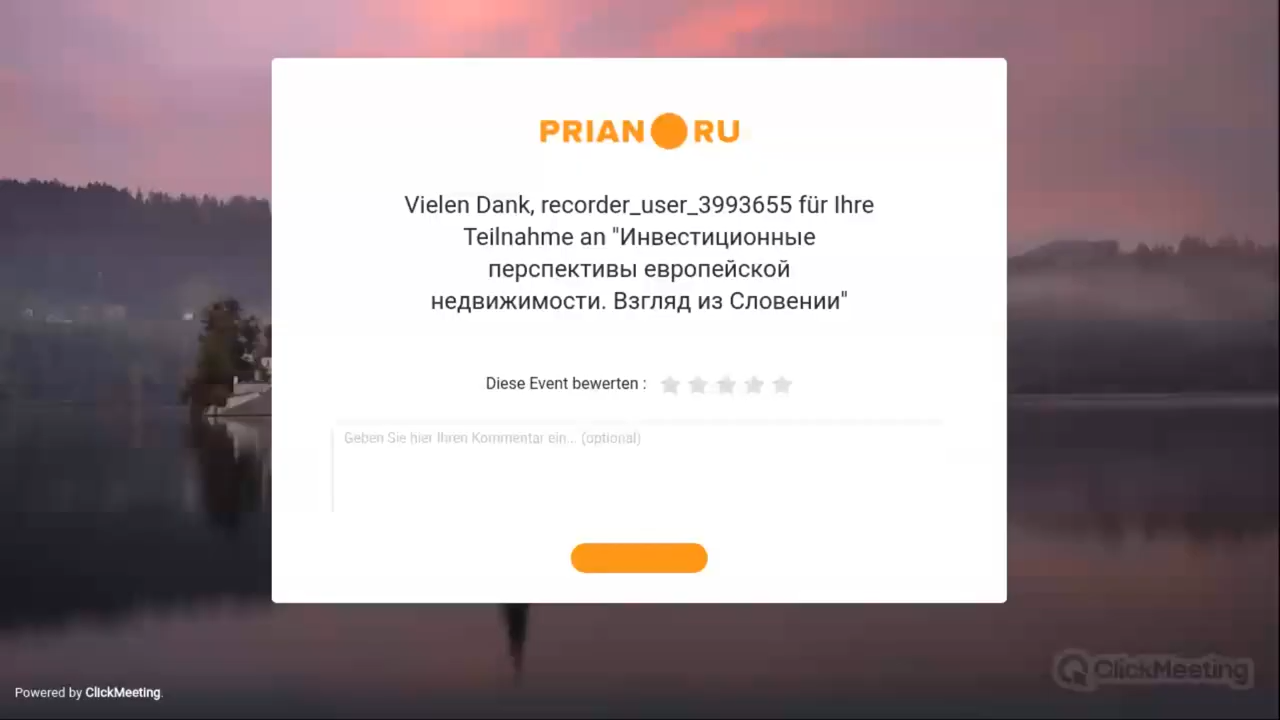 PRIAN RU
Vielen Dank, recorder_user_3993655 für Ihre
Teilnahme an "Инвестиционные
перспективы европейской
недвижимости. Взгляд из Словении"
Diese Event bewerten :
Geben Sie hier Ihren Kommentar ein... (optional)
ClickMeeting
Powered by ClickMeeting.